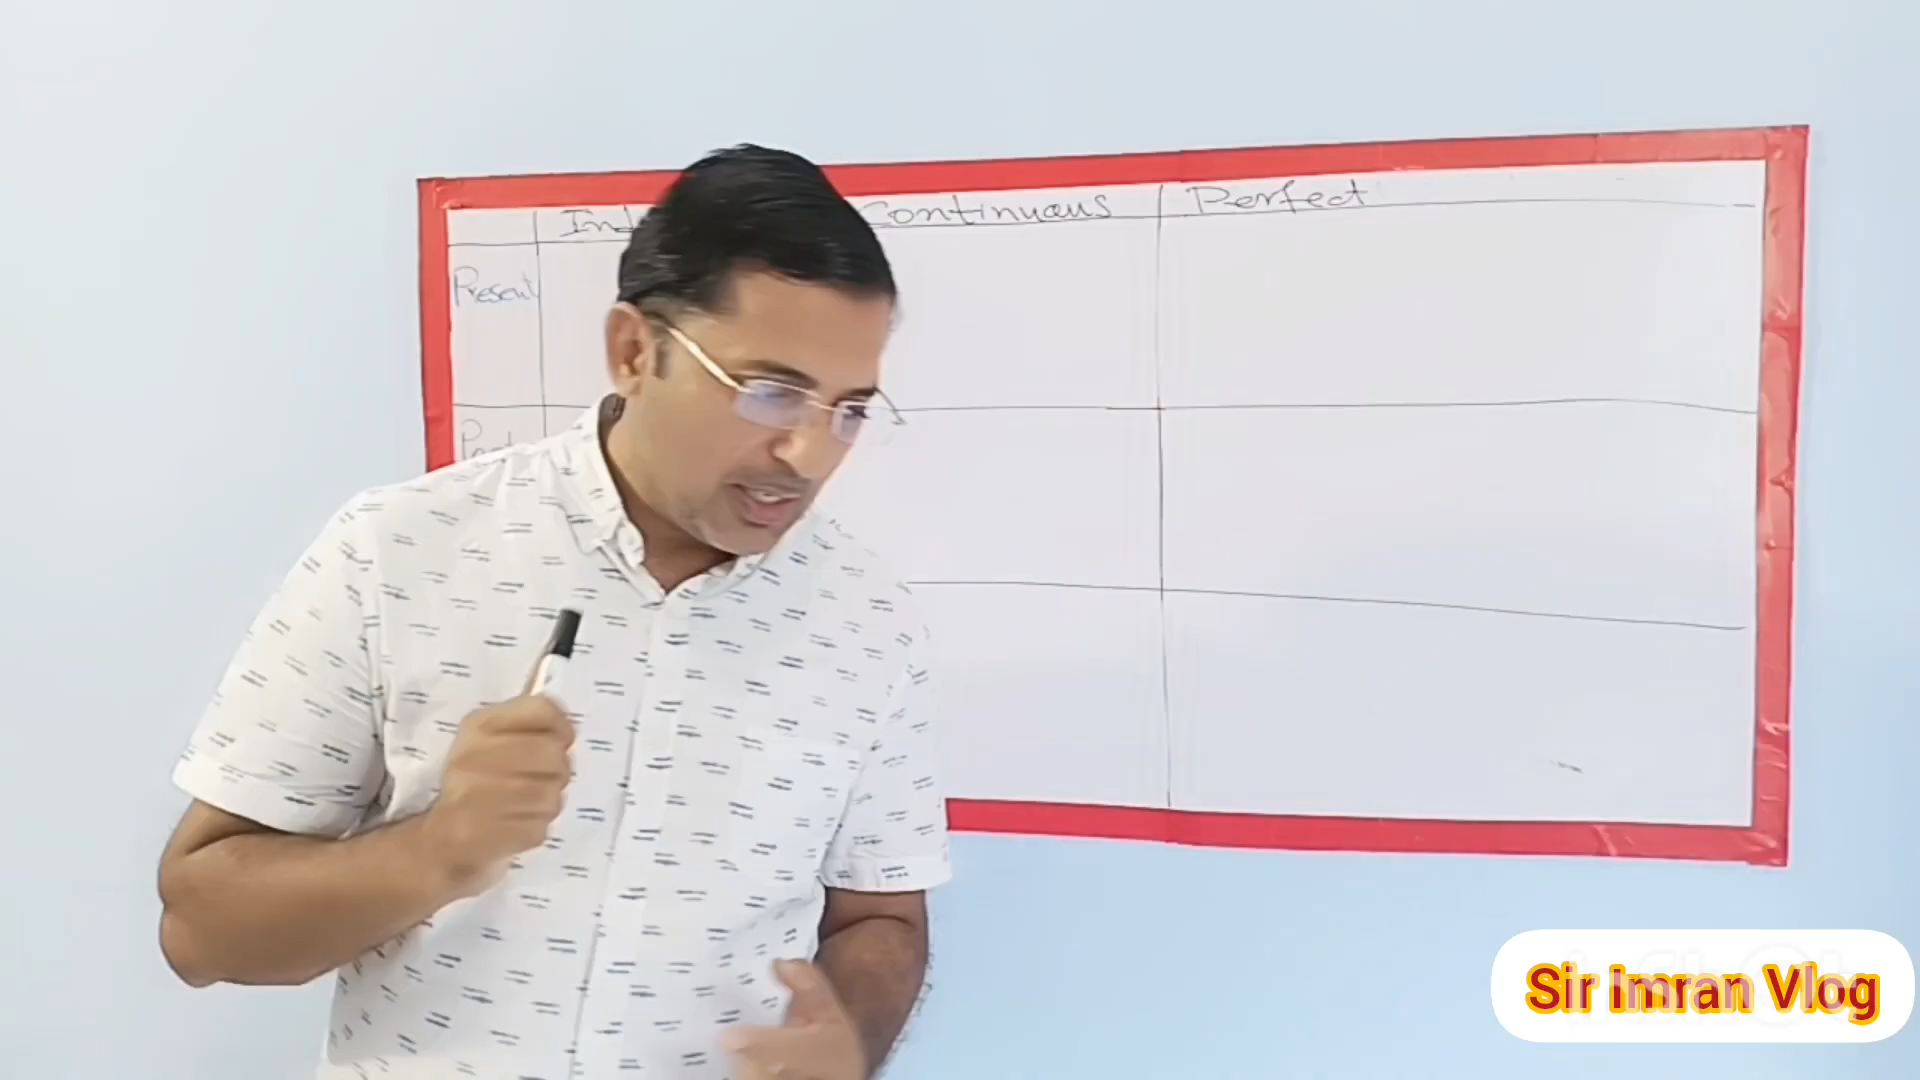 Continuous Perfect
Present
Sir Imran Vlog